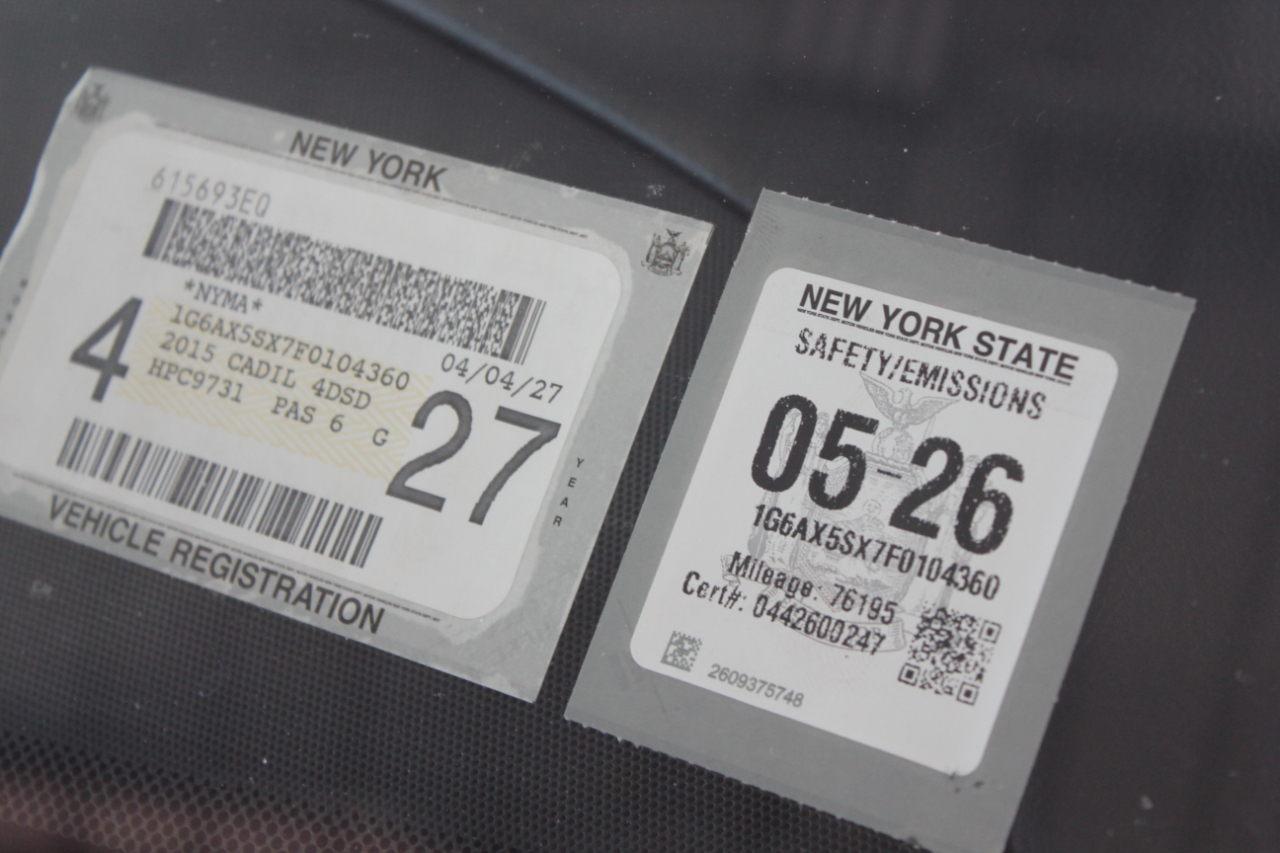 NEW YORK
615693EQ
*NYMA*
1G6AX5SX7F0104360
04/04/27
2015 CADIL 4DSD
HPC9731 PAS 6 G
4 27
YEAR
VEHICLE REGISTRATION
NEW YORK STATE
SAFETY/EMISSIONS
05-26
1G6AX5SX7F0104360
Mileage: 76195
Cert#: 0442600247
2609375748